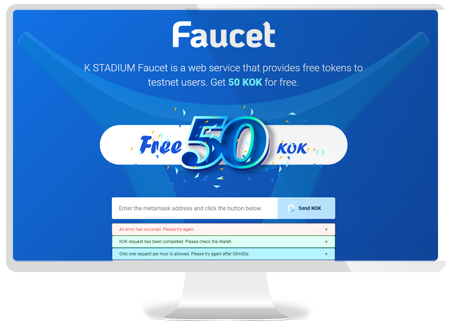 Faucet
K STADIUM Faucet is a web service that provides free tokens to
testnet users. Get 50 KOK for free.
Free 50 KOK
Enter the metamask address and click the button below. Send KOK
An error has occurred. Please try again. ×
KOK request has been completed. Please check the Wallet ×
Only one request per hour is allowed. Please try again after 00m00s. ×